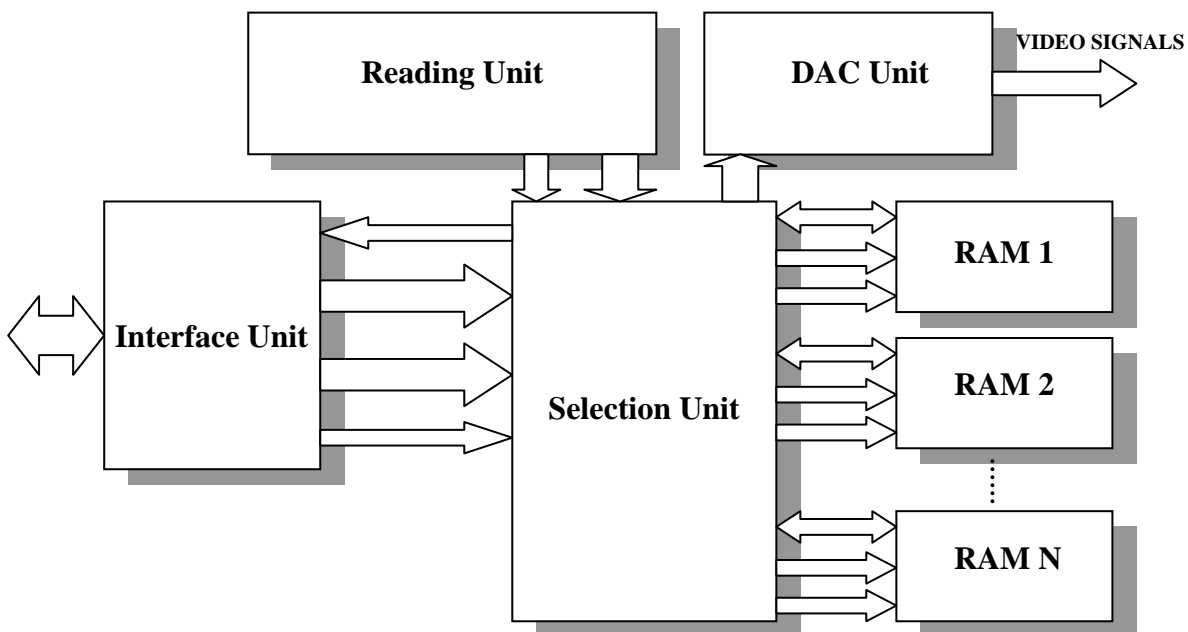 Reading Unit
DAC Unit
VIDEO SIGNALS
Interface Unit
Selection Unit
RAM 1
RAM 2
RAM N